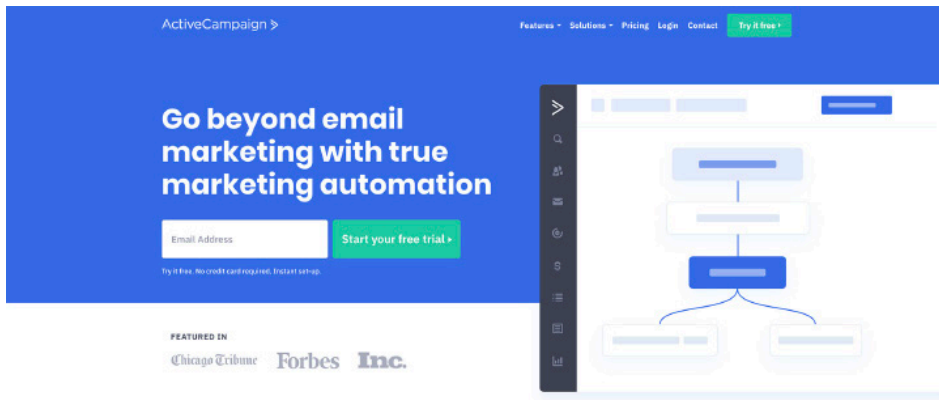 ActiveCampaign >
Features Solutions Pricing Login Contact Try it free ›
Go beyond email
marketing with true
marketing automation
Email Address
Start your free trial ›
Try it free. No credit card required. Instant set-up.
FEATURED IN
Chicago Tribune Forbes Inc.